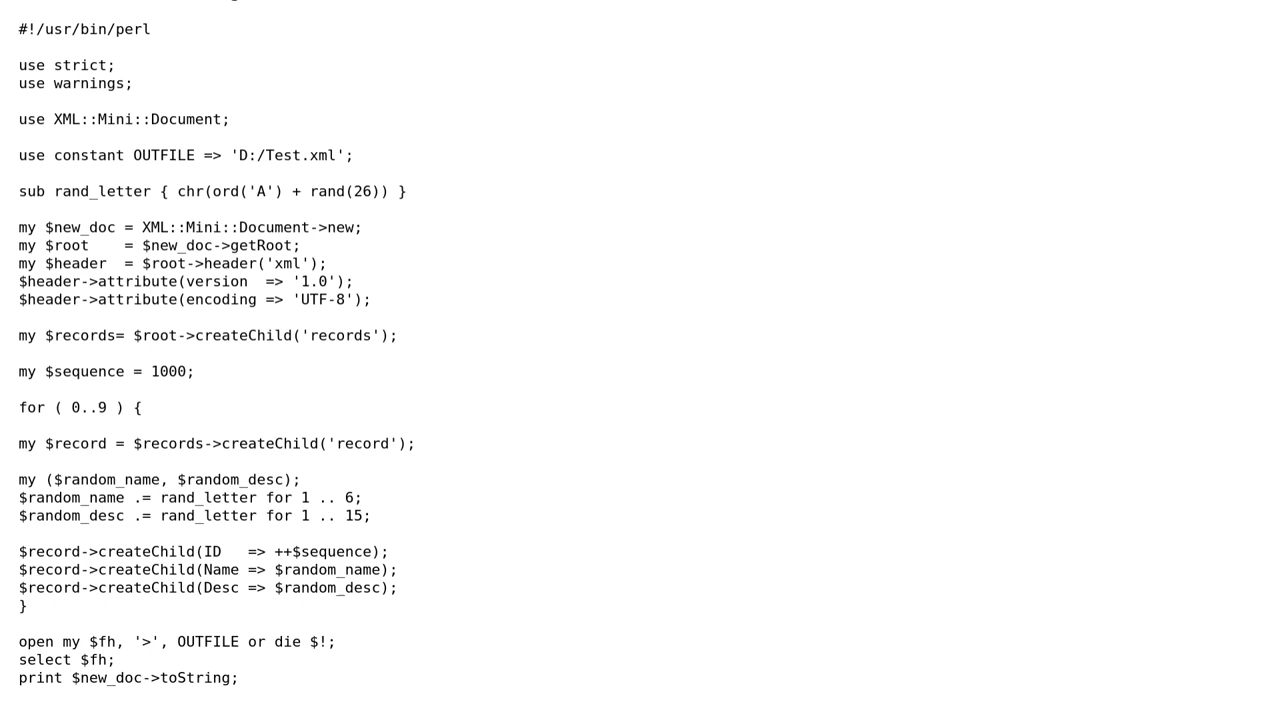 #!/usr/bin/perl

use strict;
use warnings;

use XML::Mini::Document;

use constant OUTFILE => 'D:/Test.xml';

sub rand_letter { chr(ord('A') + rand(26)) }

my $new_doc = XML::Mini::Document->new;
my $root    = $new_doc->getRoot;
my $header  = $root->header('xml');
$header->attribute(version  => '1.0');
$header->attribute(encoding => 'UTF-8');

my $records= $root->createChild('records');

my $sequence = 1000;

for ( 0..9 ) {

my $record = $records->createChild('record');

my ($random_name, $random_desc);
$random_name .= rand_letter for 1 .. 6;
$random_desc .= rand_letter for 1 .. 15;

$record->createChild(ID   => ++$sequence);
$record->createChild(Name => $random_name);
$record->createChild(Desc => $random_desc);
}

open my $fh, '>', OUTFILE or die $!;
select $fh;
print $new_doc->toString;